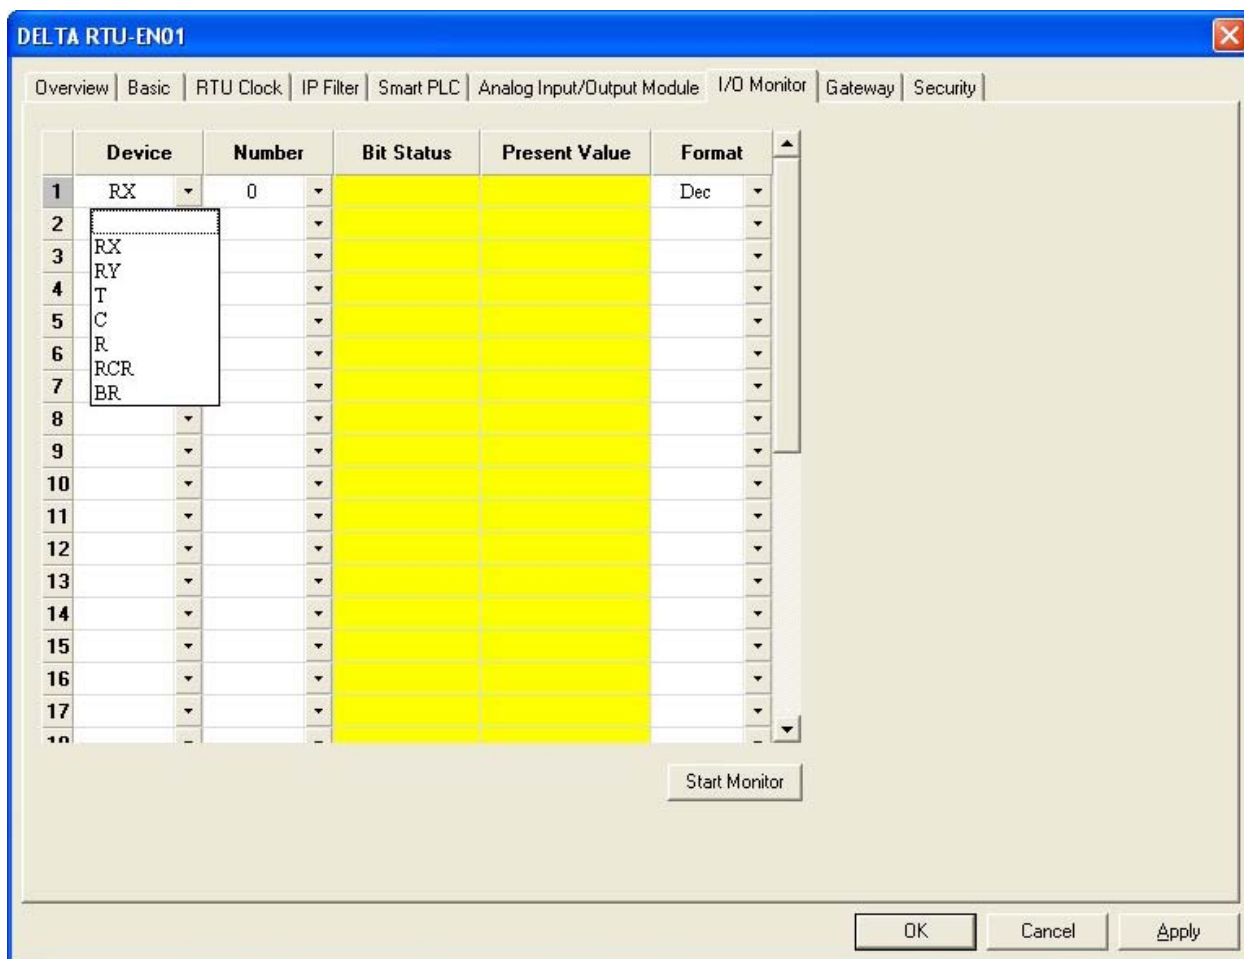 DELTA RTU-EN01
Overview Basic RTU Clock IP Filter Smart PLC Analog Input/Output Module I/O Monitor Gateway Security
Device Number Bit Status Present Value Format
1 RX 0 Dec
2
RX
3
RY
4 T
5 C
6 R
RCR
7
BR
8
9
10
11
12
13
14
15
16
17
Start Monitor
OK Cancel Apply